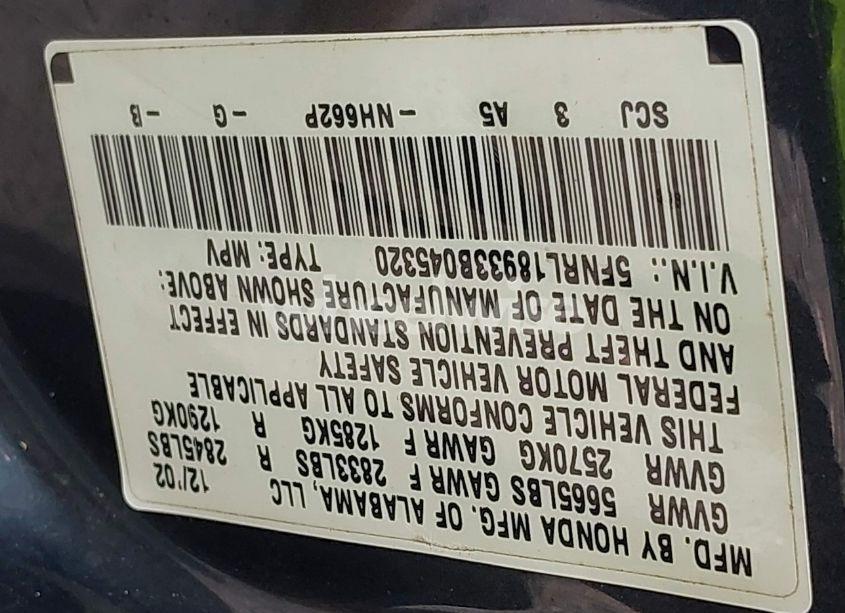 MFD. BY HONDA MFG. OF ALABAMA, LLC 12/'02
GVWR 5665LBS GAWR F 2833LBS R 2845LBS
GVWR 2570KG GAWR F 1285KG R 1290KG
THIS VEHICLE CONFORMS TO ALL APPLICABLE
FEDERAL MOTOR VEHICLE SAFETY
AND THEFT PREVENTION STANDARDS IN EFFECT
ON THE DATE OF MANUFACTURE SHOWN ABOVE:
V.I.N.: 5FNRL18933B045320 TYPE: MPV
SCJ 3 A5 -NH662P -G -B